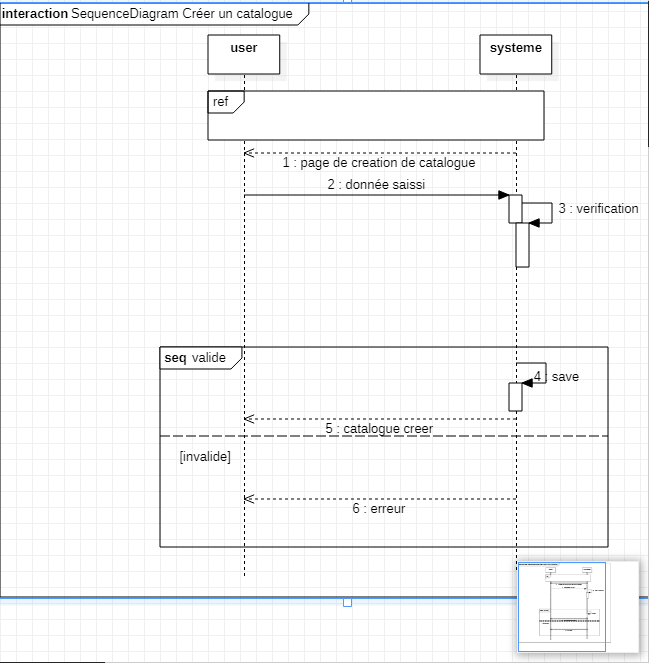 interaction SequenceDiagram Créer un catalogue
user
systeme
ref
1 : page de creation de catalogue
2 : donnée saissi
3 : verification
seq valide
4 : save
5 : catalogue creer
[invalide]
6 : erreur